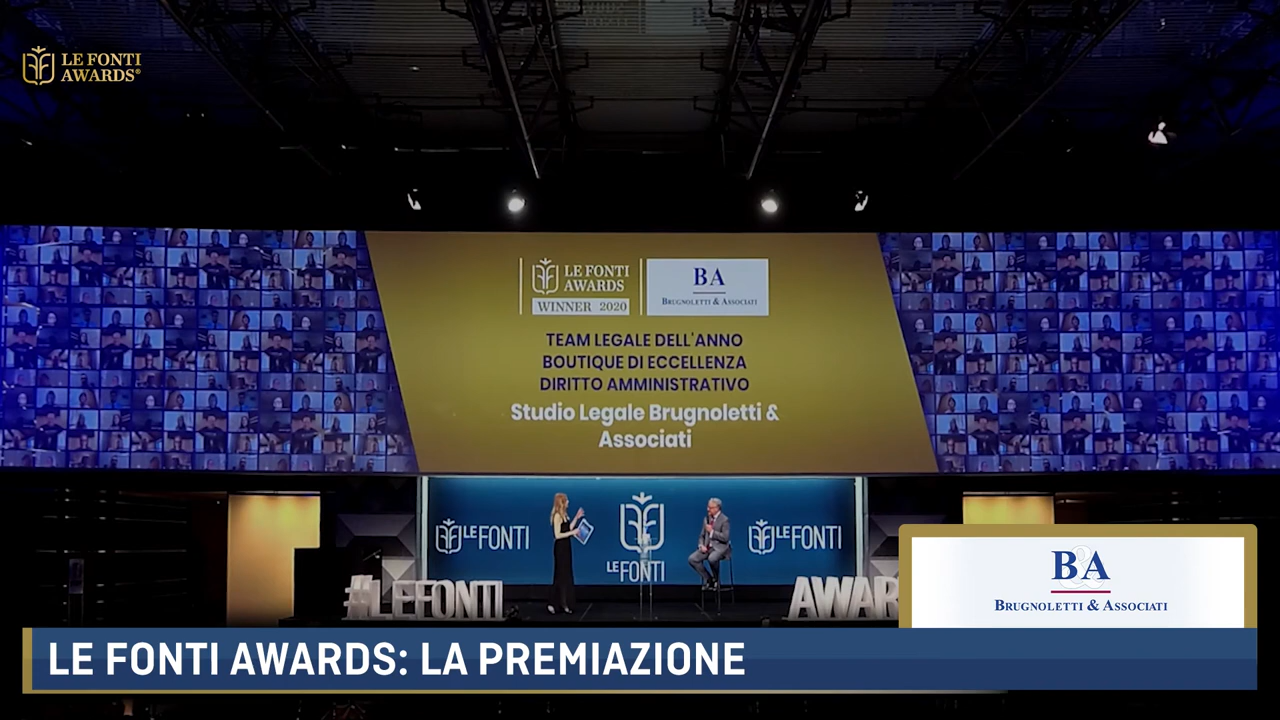 LE FONTI
AWARDS®
LE FONTI
AWARDS
WINNER 2020
BA
BRUGNOLETTI & ASSOCIATI
TEAM LEGALE DELL'ANNO
BOUTIQUE DI ECCELLENZA
DIRITTO AMMINISTRATIVO
Studio Legale Brugnoletti &
Associati
LE FONTI
LE FONTI
LE FONTI
#LEFONTI
AWAR
B&A
BRUGNOLETTI & ASSOCIATI
LE FONTI AWARDS: LA PREMIAZIONE